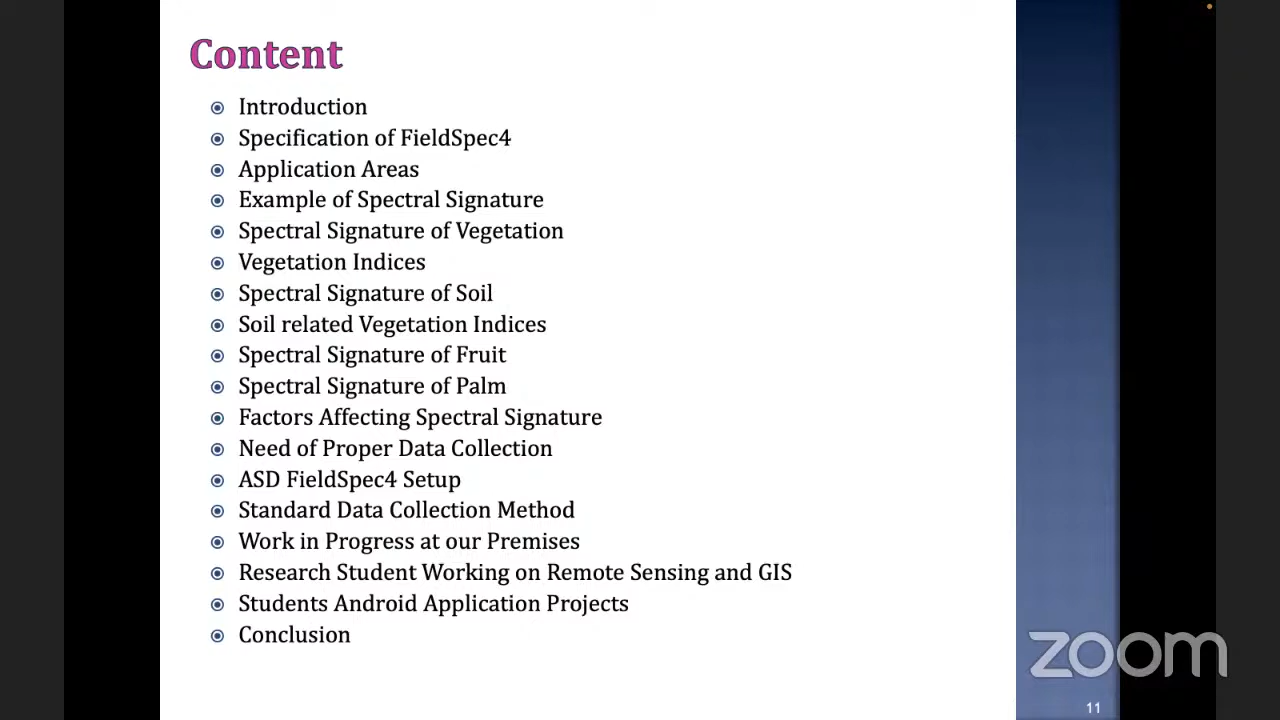 Content
Introduction
Specification of FieldSpec4
Application Areas
Example of Spectral Signature
Spectral Signature of Vegetation
Vegetation Indices
Spectral Signature of Soil
Soil related Vegetation Indices
Spectral Signature of Fruit
Spectral Signature of Palm
Factors Affecting Spectral Signature
Need of Proper Data Collection
ASD FieldSpec4 Setup
Standard Data Collection Method
Work in Progress at our Premises
Research Student Working on Remote Sensing and GIS
Students Android Application Projects
Conclusion
zoom
11